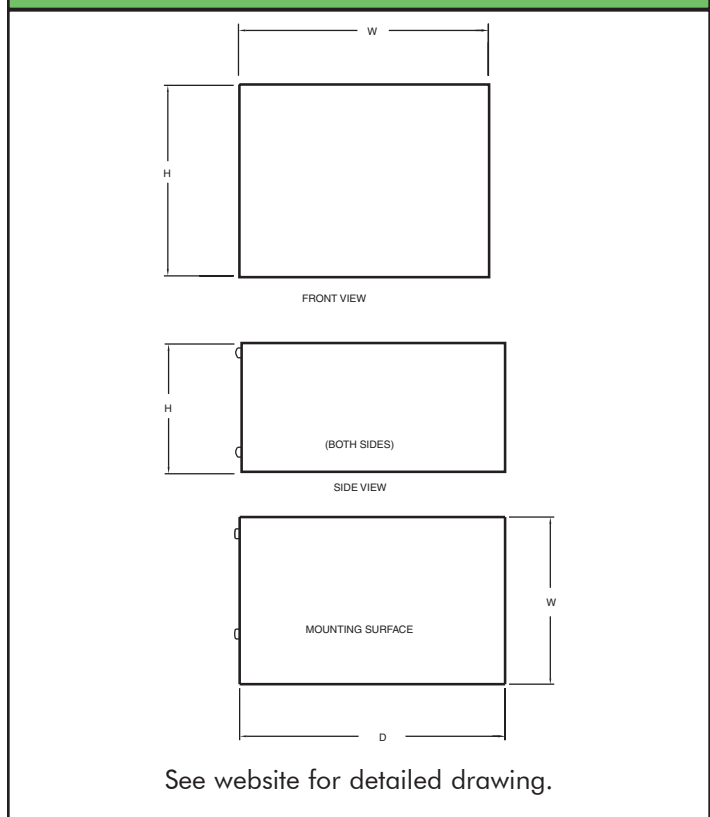 W
H
FRONT VIEW
H
(BOTH SIDES)
SIDE VIEW
W
MOUNTING SURFACE
D
See website for detailed drawing.